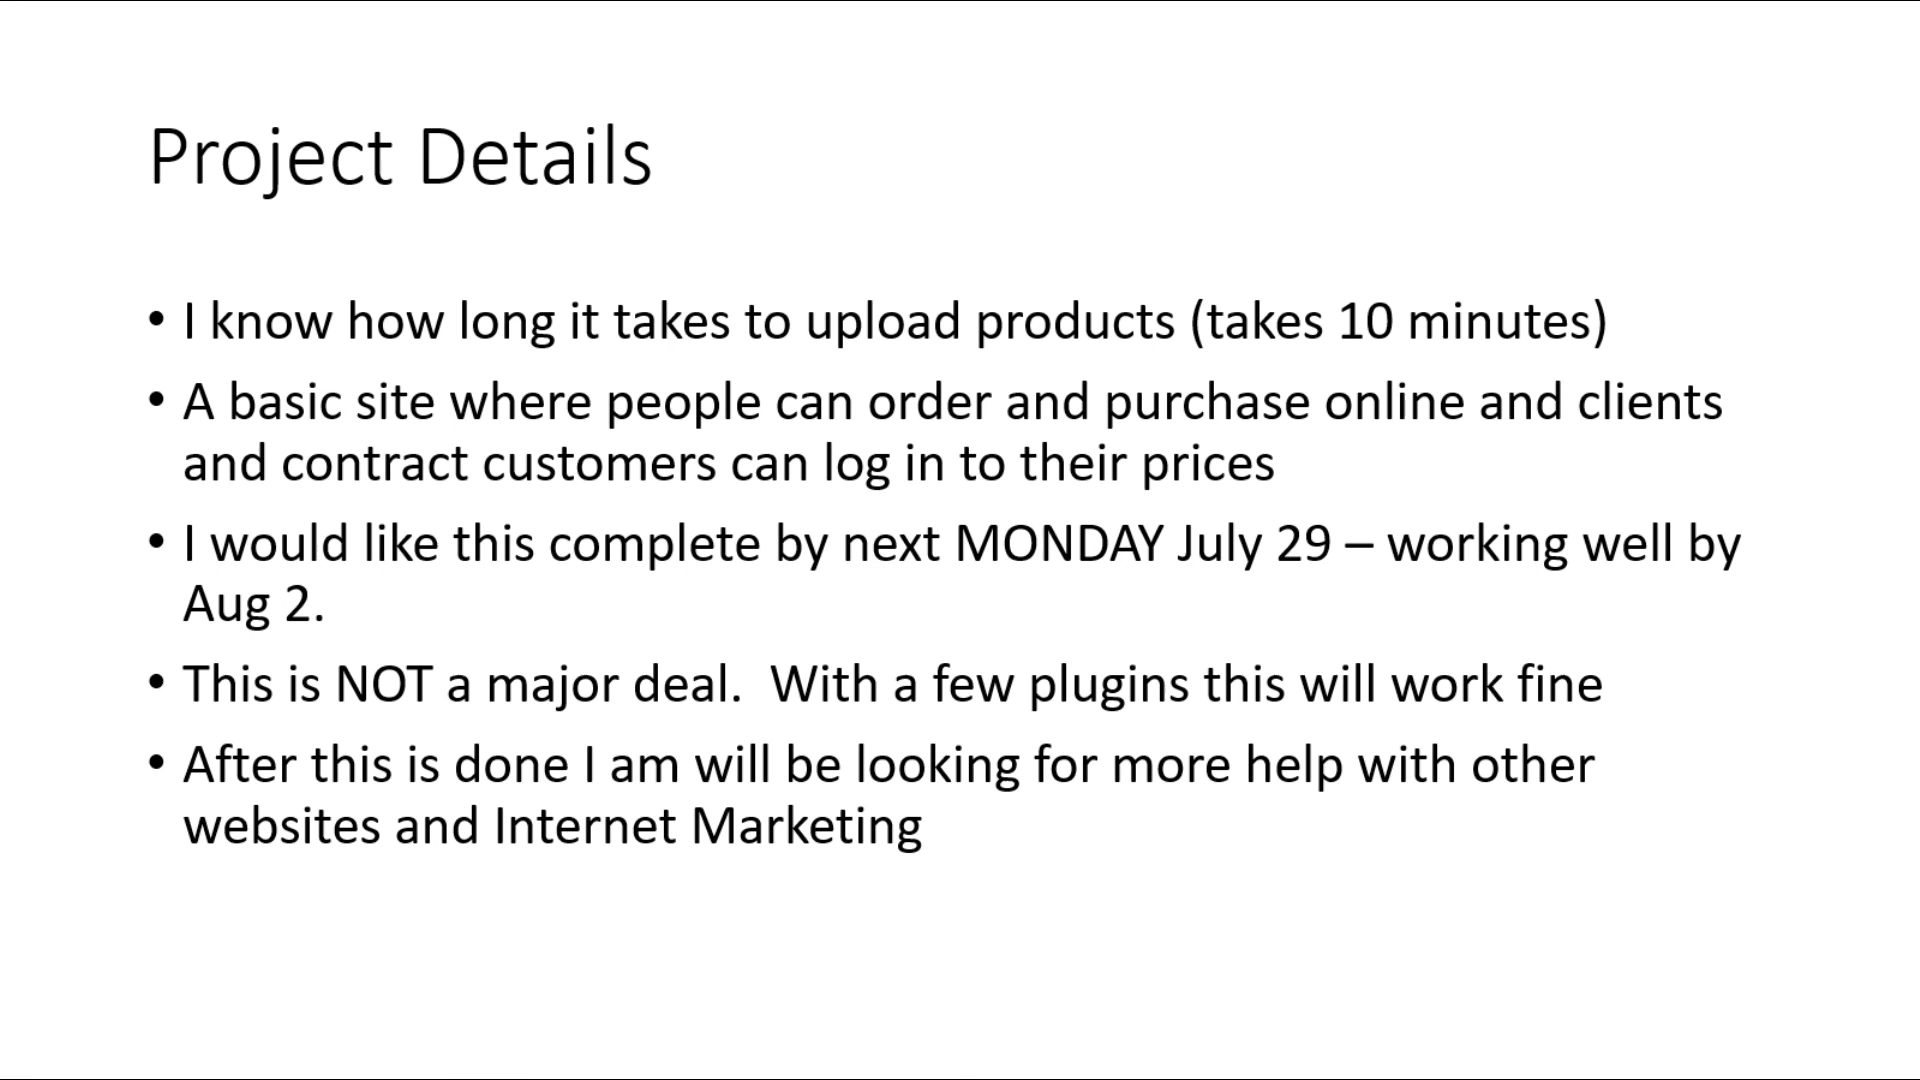 Project Details
• I know how long it takes to upload products (takes 10 minutes)
• A basic site where people can order and purchase online and clients
and contract customers can log in to their prices
• I would like this complete by next MONDAY July 29 – working well by
Aug 2.
• This is NOT a major deal.  With a few plugins this will work fine
• After this is done I am will be looking for more help with other
websites and Internet Marketing